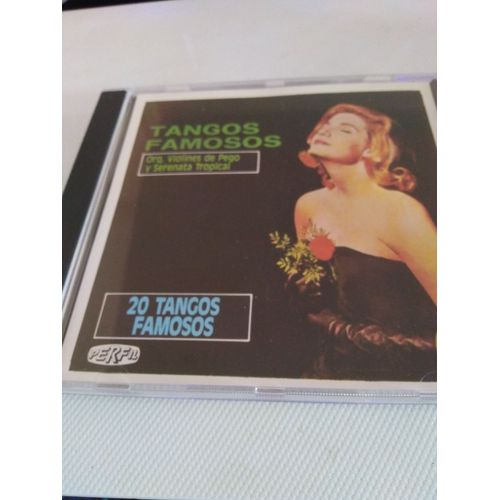 TANGOS
FAMOSOS
Orq. Violines de Pego
y Serenata Tropical
20 TANGOS
FAMOSOS
PERFIL